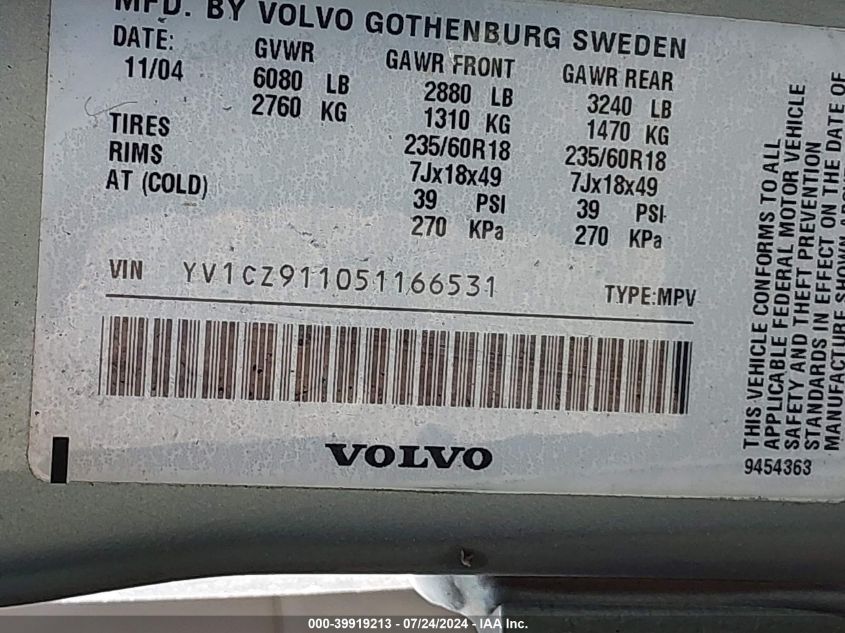 MFD. BY VOLVO GOTHENBURG SWEDEN
DATE: GVWR GAWR FRONT GAWR REAR
11/04 6080 LB 2880 LB 3240 LB
2760 KG 1310 KG 1470 KG
TIRES 235/60R18 235/60R18
RIMS 7Jx18x49 7Jx18x49
AT (COLD) 39 PSI 39 PSI
270 KPa 270 KPa
VIN YV1CZ911051166531 TYPE:MPV
VOLVO
THIS VEHICLE CONFORMS TO ALL
APPLICABLE FEDERAL MOTOR VEHICLE
SAFETY AND THEFT PREVENTION
STANDARDS IN EFFECT ON THE DATE OF
MANUFACTURE SHOWN
9454363
000-39919213 - 07/24/2024 - IAA Inc.